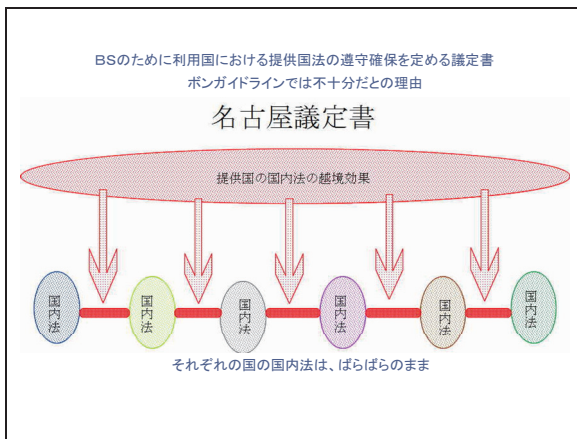 BSのために利用国における提供国法の遵守確保を定める議定書
ボンガイドラインでは不十分だとの理由
名古屋議定書
提供国の国内法の越境効果
国内法
国内法
国内法
国内法
国内法
国内法
それぞれの国の国内法は、ばらばらのまま